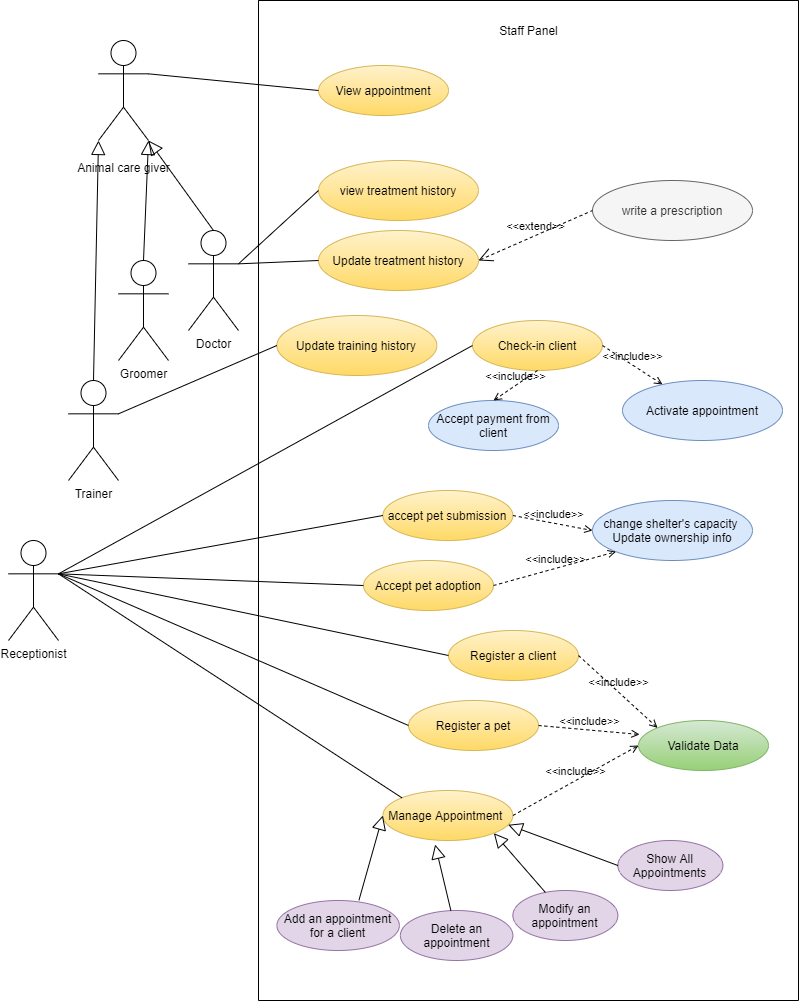 Staff Panel
View appointment
Animal care giver
view treatment history
write a prescription
<<extend>>
Update treatment history
Doctor
Groomer
Update training history
Check-in client
<<include>>
<<include>>
Activate appointment
Accept payment from
client
Trainer
accept pet submission
<<include>>
change shelter's capacity
Update ownership info
<<include>>
Accept pet adoption
Receptionist
Register a client
<<include>>
Register a pet
<<include>>
Validate Data
<<include>>
Manage Appointment
Show All
Appointments
Add an appointment
for a client
Delete an
appointment
Modify an
appointment